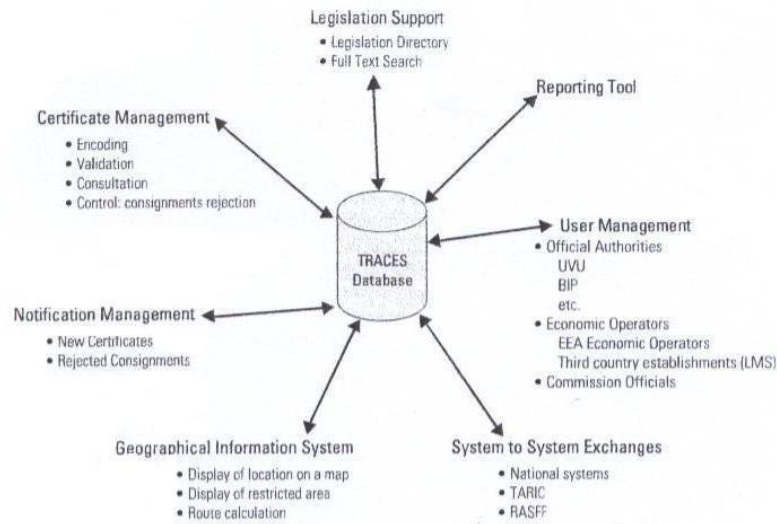 Legislation Support
• Legislation Directory
• Full Text Search
Reporting Tool
Certificate Management
• Encoding
• Validation
• Consultation
• Control: consignments rejection
TRACES
Database
User Management
• Official Authorities
UVU
BIP
etc.
• Economic Operators
EEA Economic Operators
Third country establishments (LMS)
• Commission Officials
Notification Management
• New Certificates
• Rejected Consignments
Geographical Information System
• Display of location on a map
• Display of restricted area
• Route calculation
System to System Exchanges
• National systems
• TARIC
• RASFF